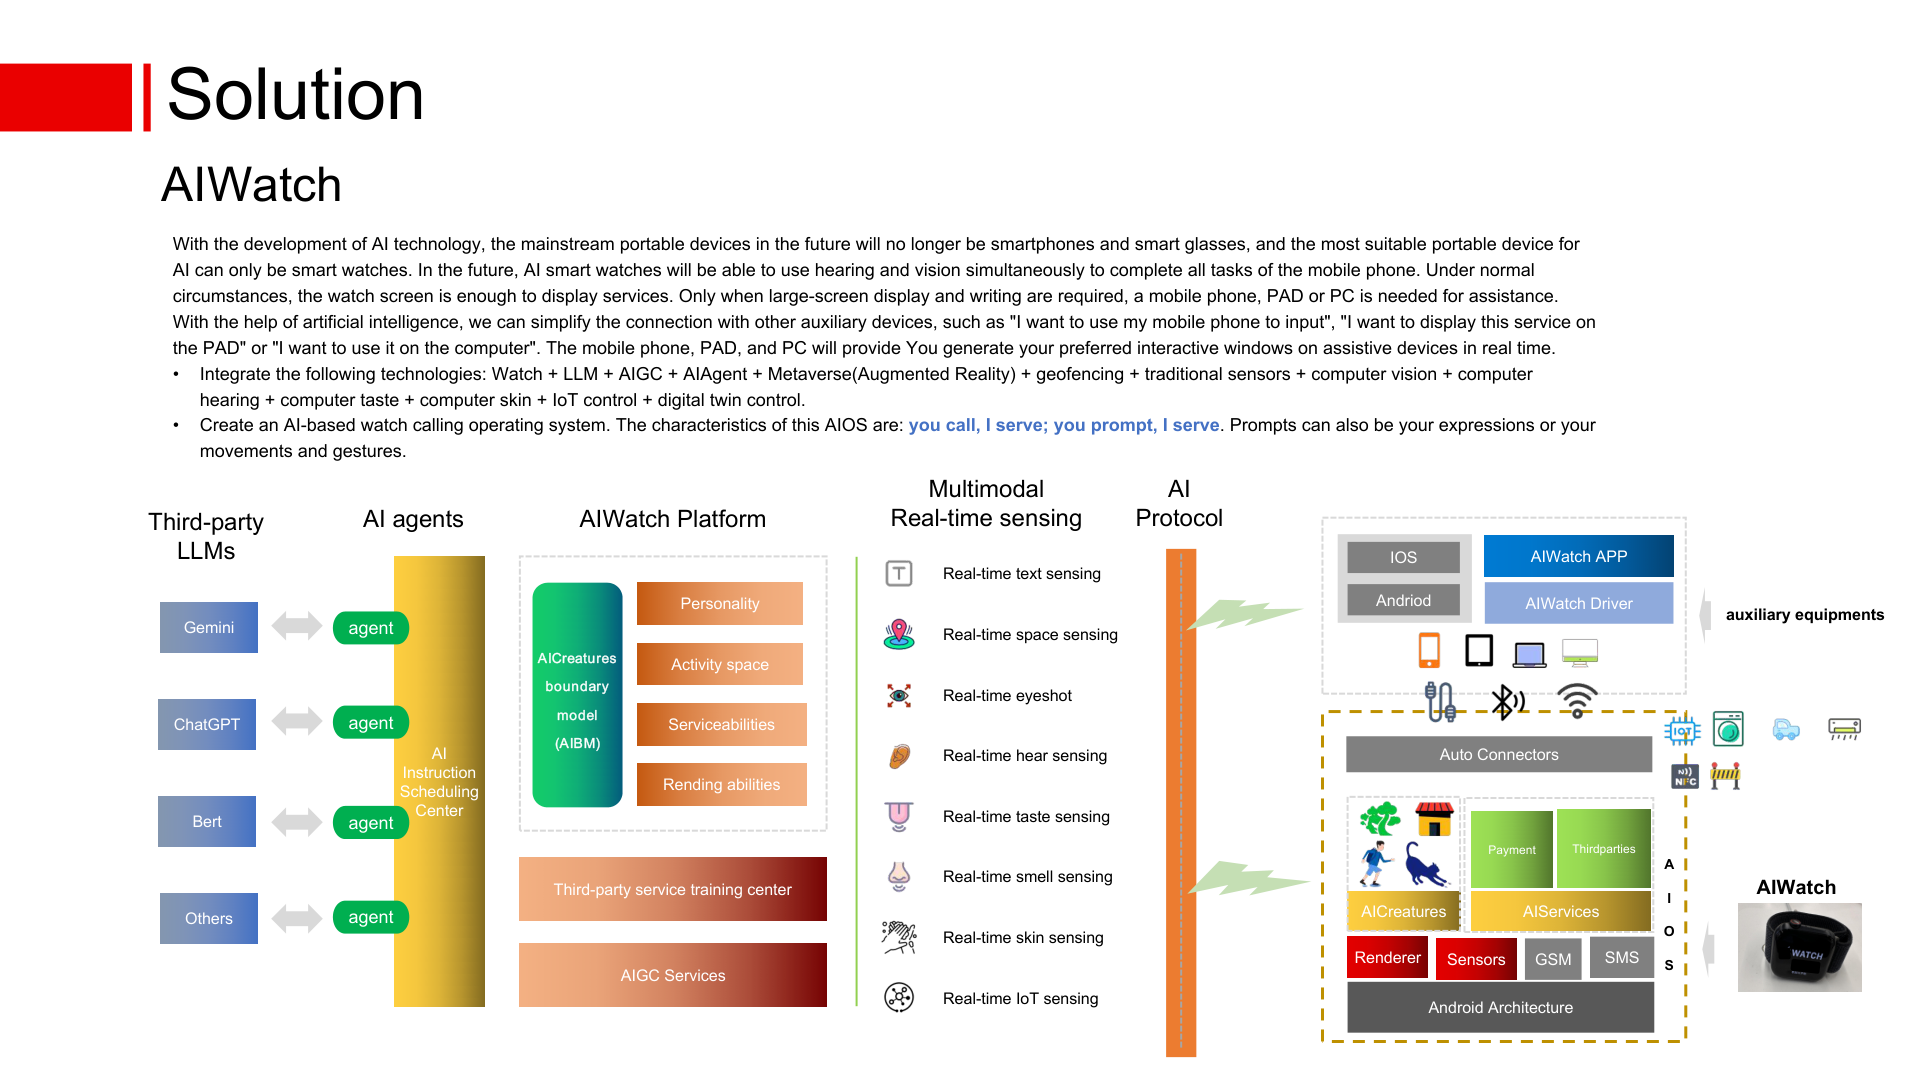 Solution
AIWatch
With the development of AI technology, the mainstream portable devices in the future will no longer be smartphones and smart glasses, and the most suitable portable device for
AI can only be smart watches. In the future, AI smart watches will be able to use hearing and vision simultaneously to complete all tasks of the mobile phone. Under normal
circumstances, the watch screen is enough to display services. Only when large-screen display and writing are required, a mobile phone, PAD or PC is needed for assistance.
With the help of artificial intelligence, we can simplify the connection with other auxiliary devices, such as "I want to use my mobile phone to input", "I want to display this service on
the PAD" or "I want to use it on the computer". The mobile phone, PAD, and PC will provide You generate your preferred interactive windows on assistive devices in real time.
• Integrate the following technologies: Watch + LLM + AIGC + AIAgent + Metaverse(Augmented Reality) + geofencing + traditional sensors + computer vision + computer
hearing + computer taste + computer skin + IoT control + digital twin control.
• Create an AI-based watch calling operating system. The characteristics of this AIOS are: you call, I serve; you prompt, I serve. Prompts can also be your expressions or your
movements and gestures.
Third-party
LLMs
Gemini
ChatGPT
Bert
Others
AI agents
agent
agent
agent
agent
AI
Instruction
Scheduling
Center
AIWatch Platform
AICreatures
boundary
model
(AIBM)
Personality
Activity space
Serviceabilities
Rending abilities
Third-party service training center
AIGC Services
Multimodal
Real-time sensing
T
Real-time text sensing
Real-time space sensing
Real-time eyeshot
Real-time hear sensing
Real-time taste sensing
Real-time smell sensing
Real-time skin sensing
Real-time IoT sensing
AI
Protocol
IOS
Andriod
AIWatch APP
AIWatch Driver
auxiliary equipments
IOT
NFC
Auto Connectors
Payment
Thirdparties
AICreatures
AIServices
Renderer
Sensors
GSM
SMS
Android Architecture
A
I
O
S
AIWatch
WATCH